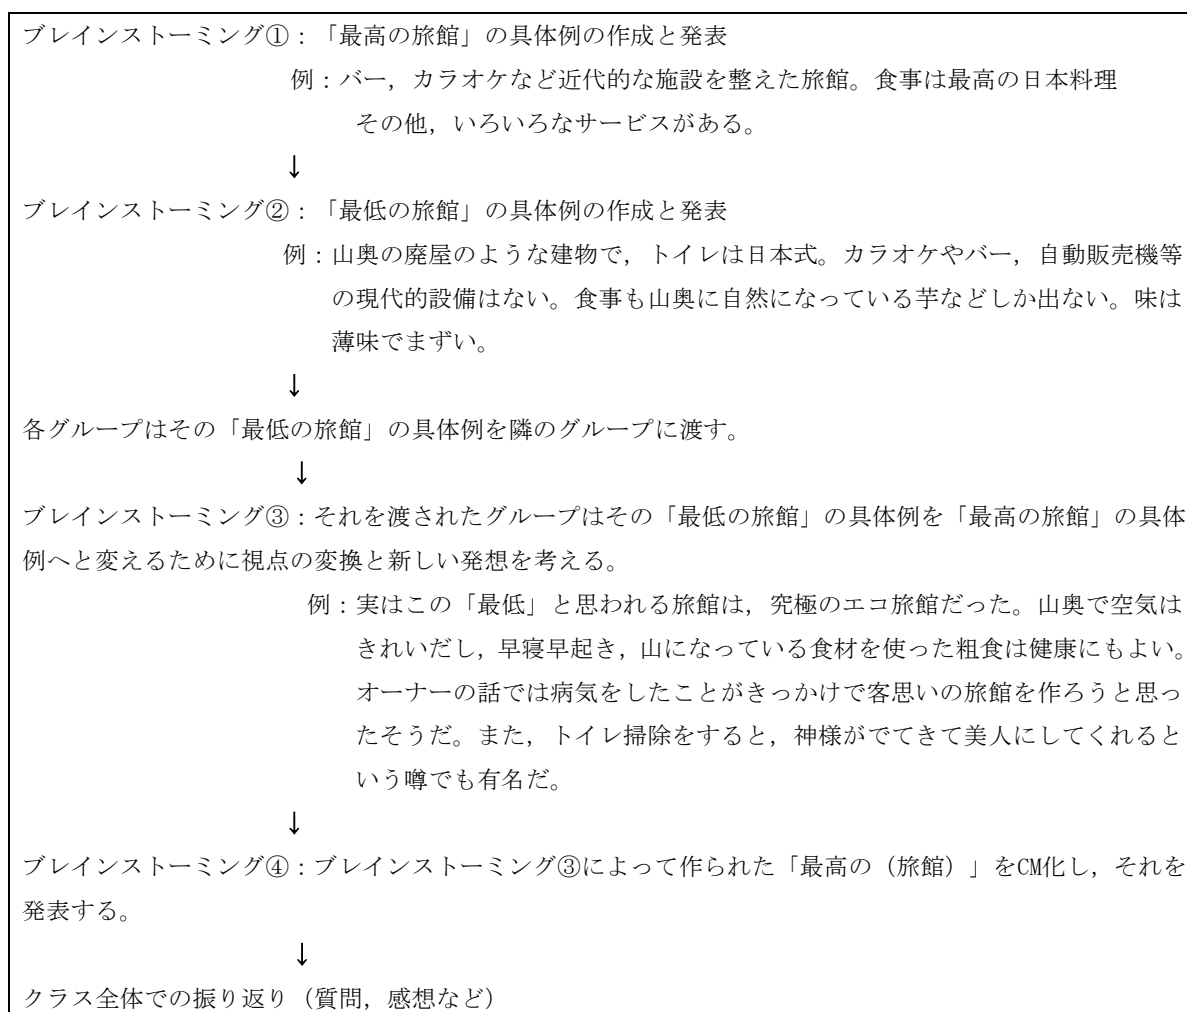 ブレインストーミング①：「最高の旅館」の具体例の作成と発表
例：バー，カラオケなど近代的な施設を整えた旅館。食事は最高の日本料理
その他，いろいろなサービスがある。
↓
ブレインストーミング②：「最低の旅館」の具体例の作成と発表
例：山奥の廃屋のような建物で，トイレは日本式。カラオケやバー，自動販売機等
の現代的設備はない。食事も山奥に自然になっている芋などしか出ない。味は
薄味でまずい。
↓
各グループはその「最低の旅館」の具体例を隣のグループに渡す。
↓
ブレインストーミング③：それを渡されたグループはその「最低の旅館」の具体例を「最高の旅館」の具体
例へと変えるために視点の変換と新しい発想を考える。
例：実はこの「最低」と思われる旅館は，究極のエコ旅館だった。山奥で空気は
きれいだし，早寝早起き，山になっている食材を使った粗食は健康にもよい。
オーナーの話では病気をしたことがきっかけで客思いの旅館を作ろうと思っ
たそうだ。また，トイレ掃除をすると，神様がでてきて美人にしてくれると
いう噂でも有名だ。
↓
ブレインストーミング④：ブレインストーミング③によって作られた「最高の（旅館）」をCM化し，それを
発表する。
↓
クラス全体での振り返り（質問，感想など）